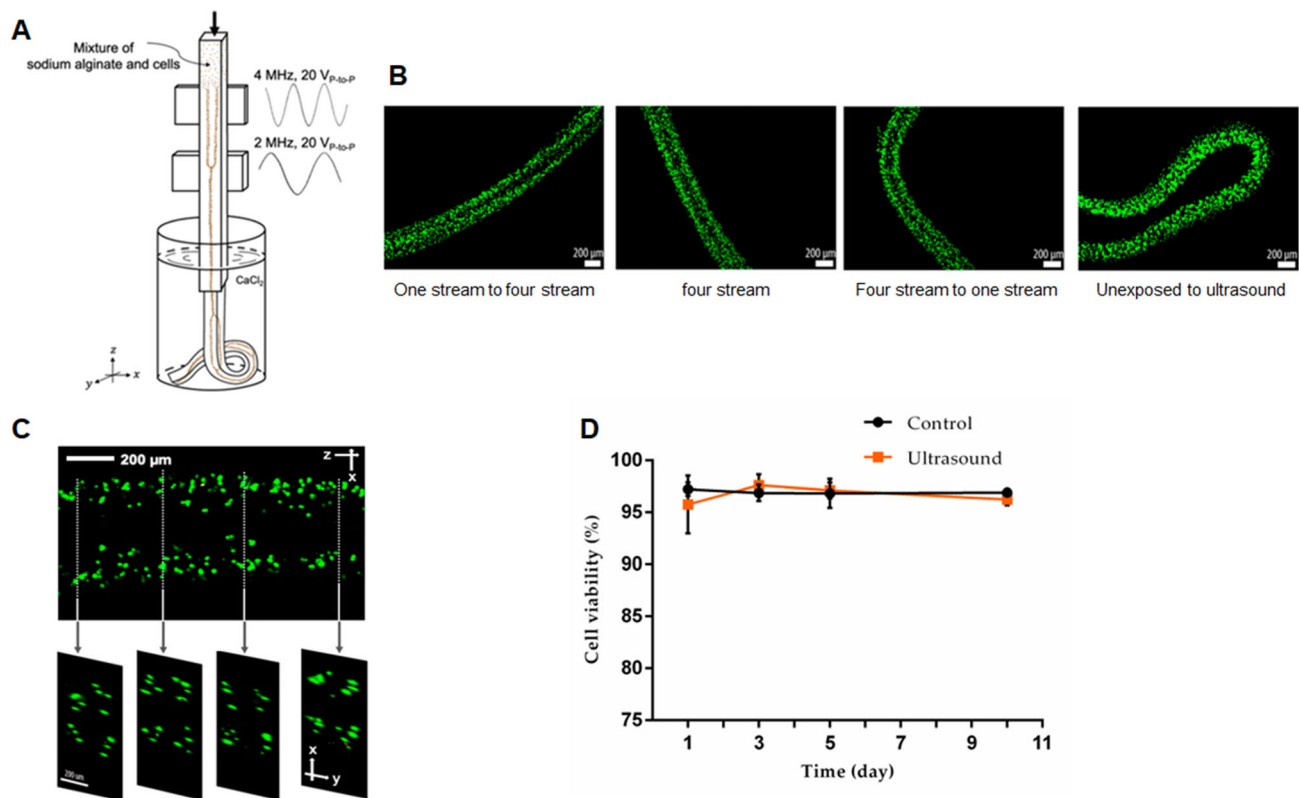 A
Mixture of
sodium alginate and cells
4 MHz, 20 VP-to-P
2 MHz, 20 VP-to-P
CaCl2
z
y
x
B
200 µm
200 µm
200 µm
200 µm
One stream to four stream
four stream
Four stream to one stream
Unexposed to ultrasound
C
200 µm
z
x
200 um
x
y
D
Control
Ultrasound
100
95
90
85
80
75
Cell viability (%)
1
3
5
7
9
11
Time (day)